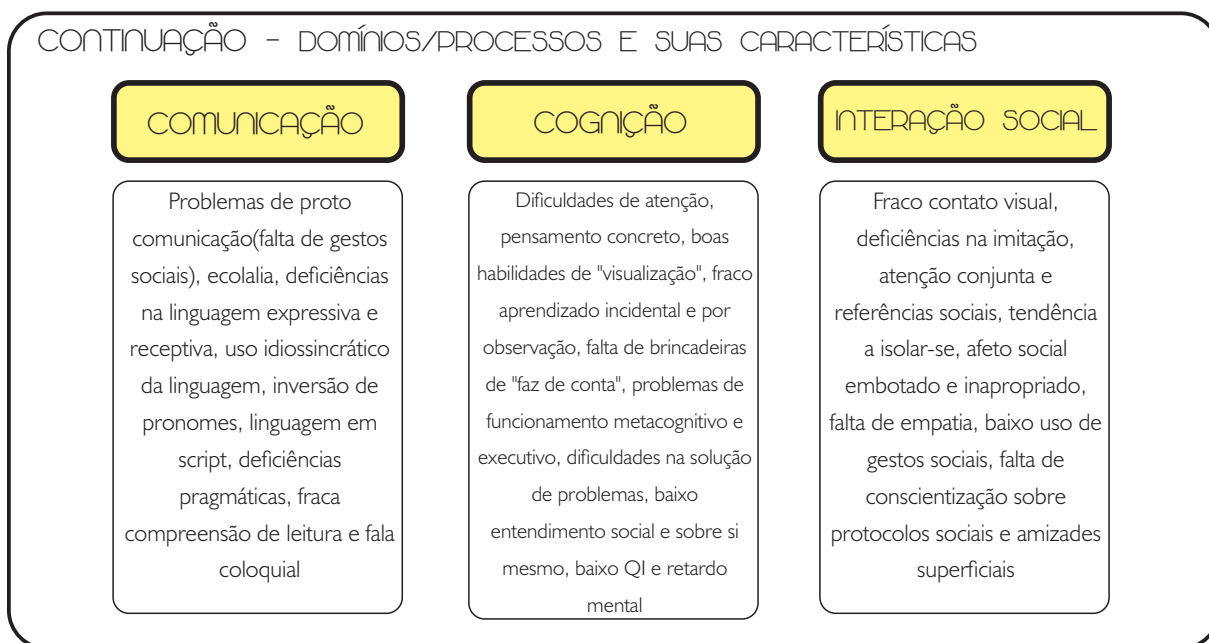 CONTINUAÇÃO - DOMÍNIOS/PROCESSOS E SUAS CARACTERÍSTICAS
COMUNICAÇÃO
Problemas de proto
comunicação(falta de gestos
sociais), ecolalia, deficiências
na linguagem expressiva e
receptiva, uso idiossincrático
da linguagem, inversão de
pronomes, linguagem em
script, deficiências
pragmáticas, fraca
compreensão de leitura e fala
coloquial
COGNIÇÃO
Dificuldades de atenção,
pensamento concreto, boas
habilidades de "visualização", fraco
aprendizado incidental e por
observação, falta de brincadeiras
de "faz de conta", problemas de
funcionamento metacognitivo e
executivo, dificuldades na solução
de problemas, baixo
entendimento social e sobre si
mesmo, baixo QI e retardo
mental
INTERAÇÃO SOCIAL
Fraco contato visual,
deficiências na imitação,
atenção conjunta e
referências sociais, tendência
a isolar-se, afeto social
embotado e inapropriado,
falta de empatia, baixo uso de
gestos sociais, falta de
conscientização sobre
protocolos sociais e amizades
superficiais